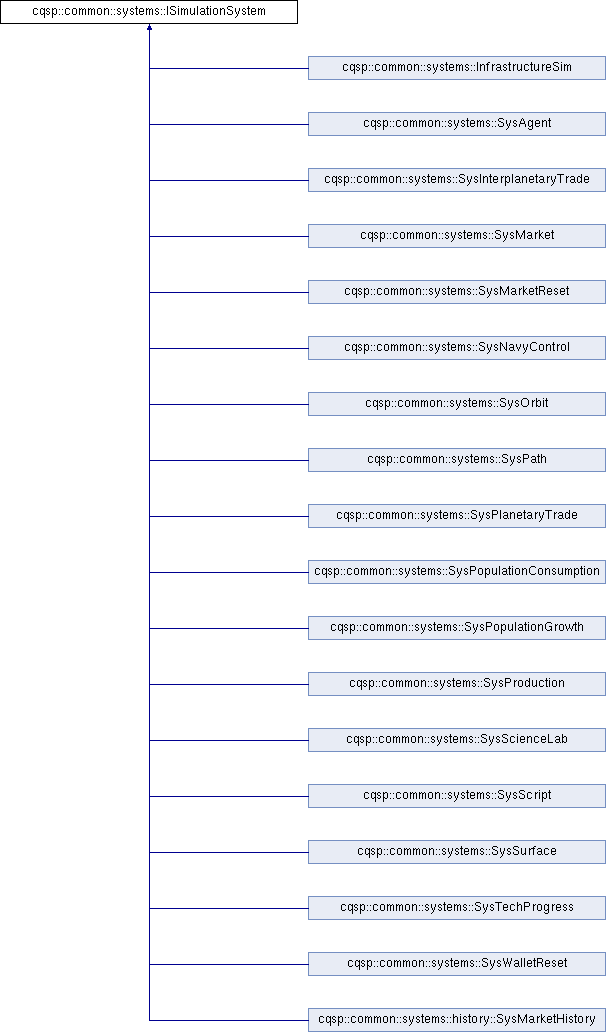 cqsp::common::systems::ISimulationSystem
cqsp::common::systems::InfrastructureSim
cqsp::common::systems::SysAgent
cqsp::common::systems::SysInterplanetaryTrade
cqsp::common::systems::SysMarket
cqsp::common::systems::SysMarketReset
cqsp::common::systems::SysNavyControl
cqsp::common::systems::SysOrbit
cqsp::common::systems::SysPath
cqsp::common::systems::SysPlanetaryTrade
cqsp::common::systems::SysPopulationConsumption
cqsp::common::systems::SysPopulationGrowth
cqsp::common::systems::SysProduction
cqsp::common::systems::SysScienceLab
cqsp::common::systems::SysScript
cqsp::common::systems::SysSurface
cqsp::common::systems::SysTechProgress
cqsp::common::systems::SysWalletReset
cqsp::common::systems::history::SysMarketHistory